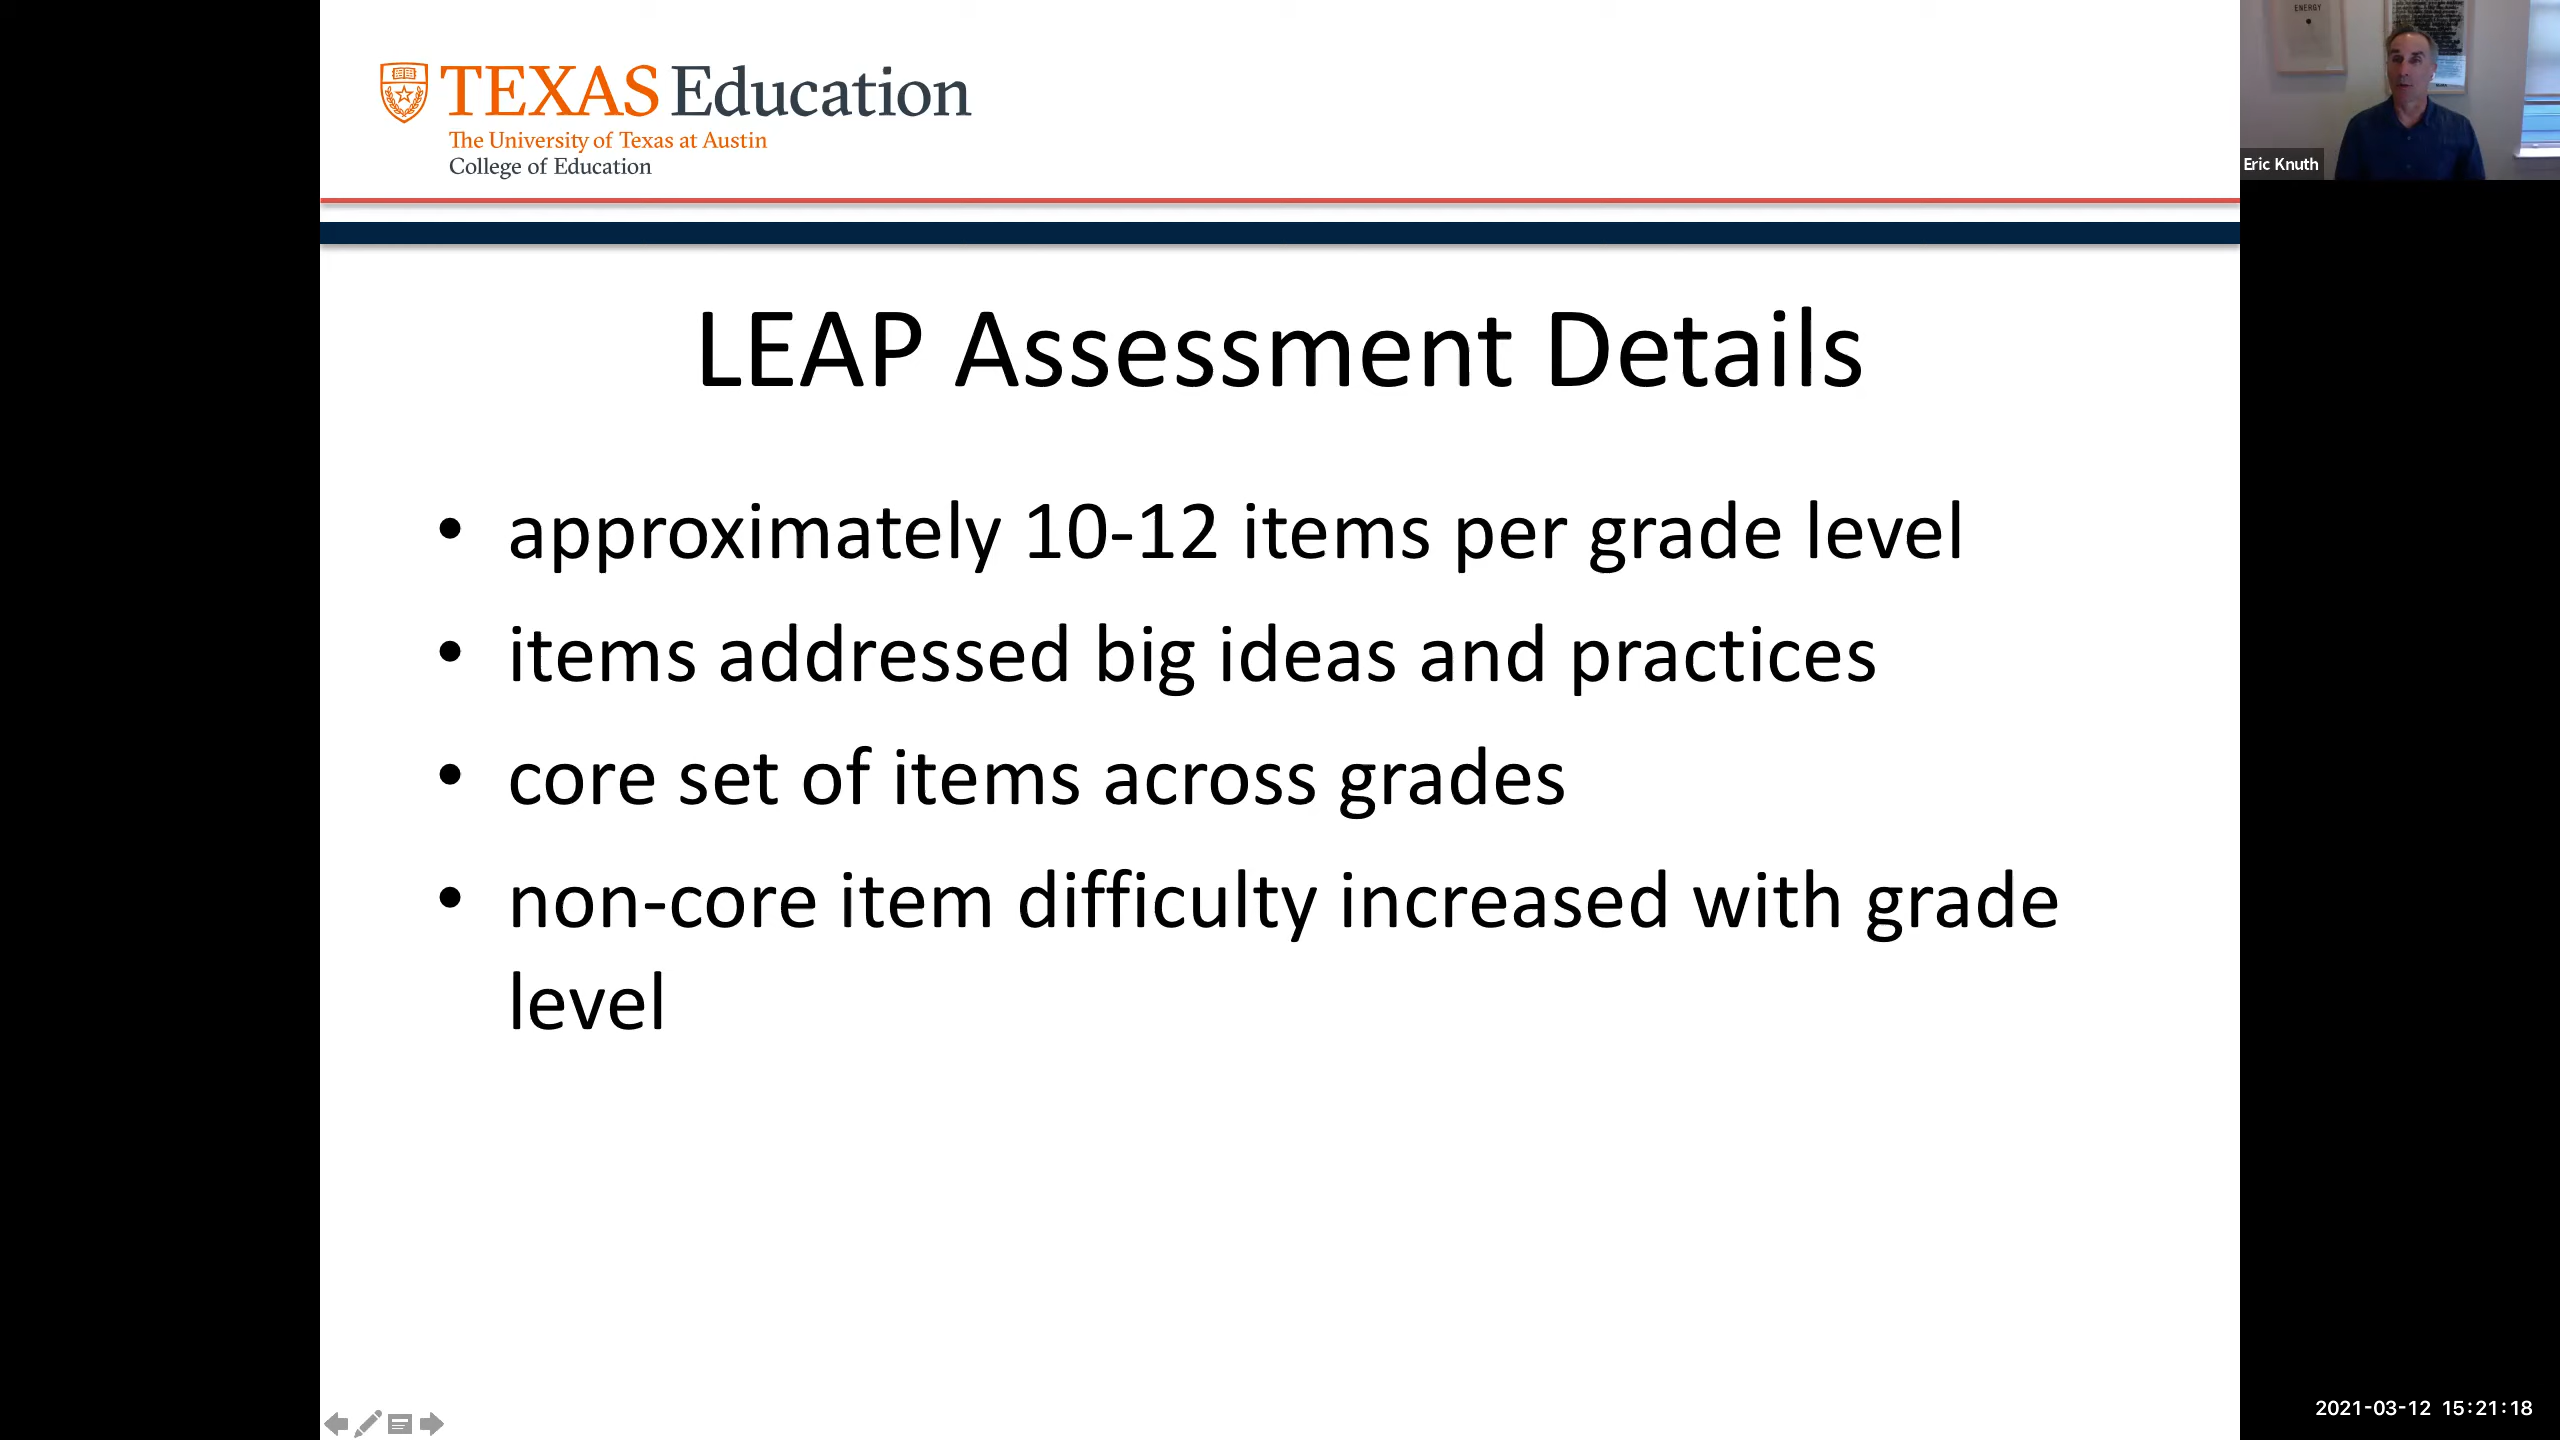 TEXAS Education
The University of Texas at Austin
College of Education
ENERGY
Eric Knuth
LEAP Assessment Details
• approximately 10-12 items per grade level
• items addressed big ideas and practices
• core set of items across grades
• non-core item difficulty increased with grade
level
2021-03-12 15:21:18